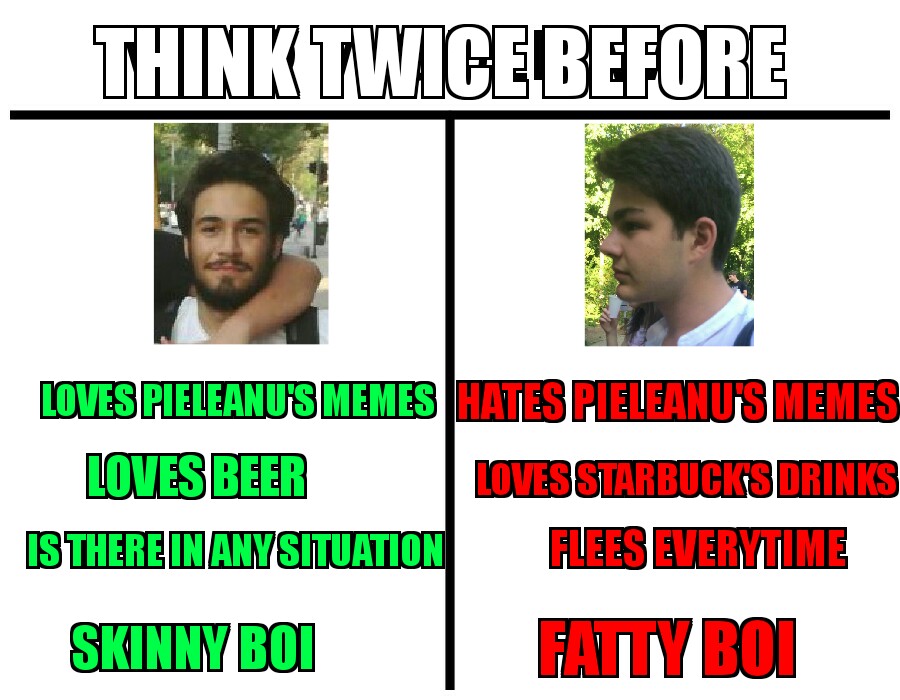 THINK TWICE BEFORE
LOVES PIELEANU'S MEMES
LOVES BEER
IS THERE IN ANY SITUATION
SKINNY BOI
HATES PIELEANU'S MEMES
LOVES STARBUCK'S DRINKS
FLEES EVERYTIME
FATTY BOI